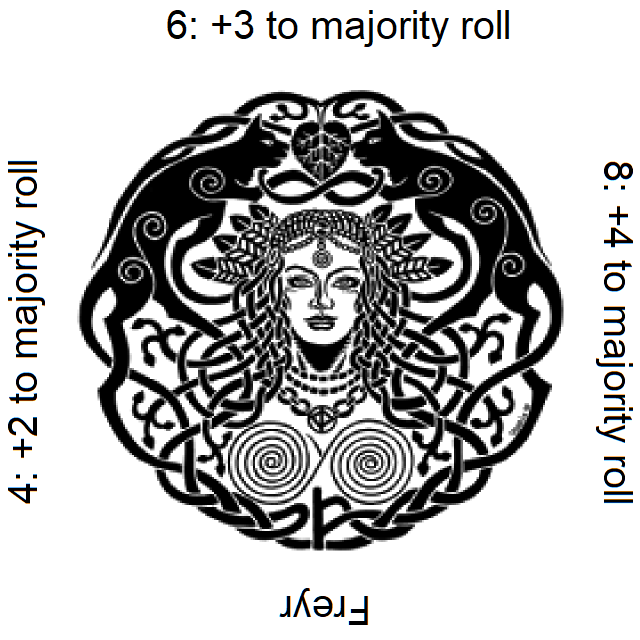 6: +3 to majority roll
4: +2 to majority roll
8: +4 to majority roll
Freyr